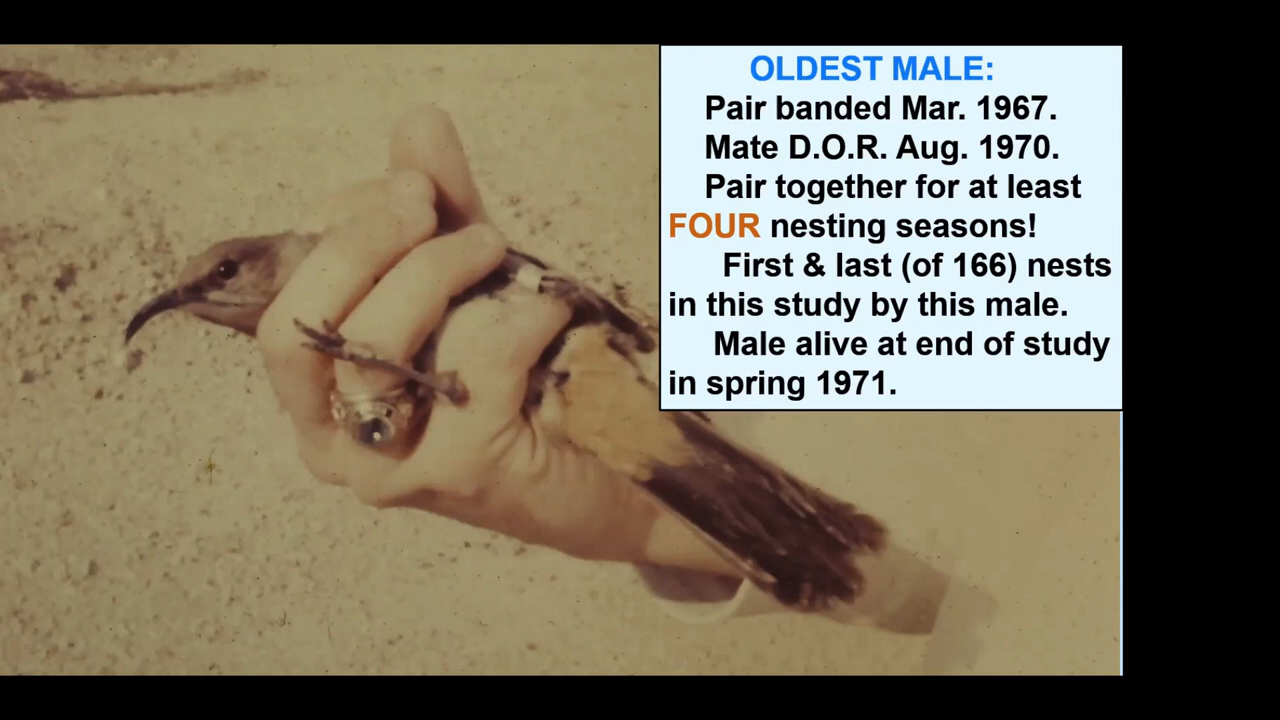 OLDEST MALE:
Pair banded Mar. 1967.
Mate D.O.R. Aug. 1970.
Pair together for at least
FOUR nesting seasons!
First & last (of 166) nests
in this study by this male.
Male alive at end of study
in spring 1971.